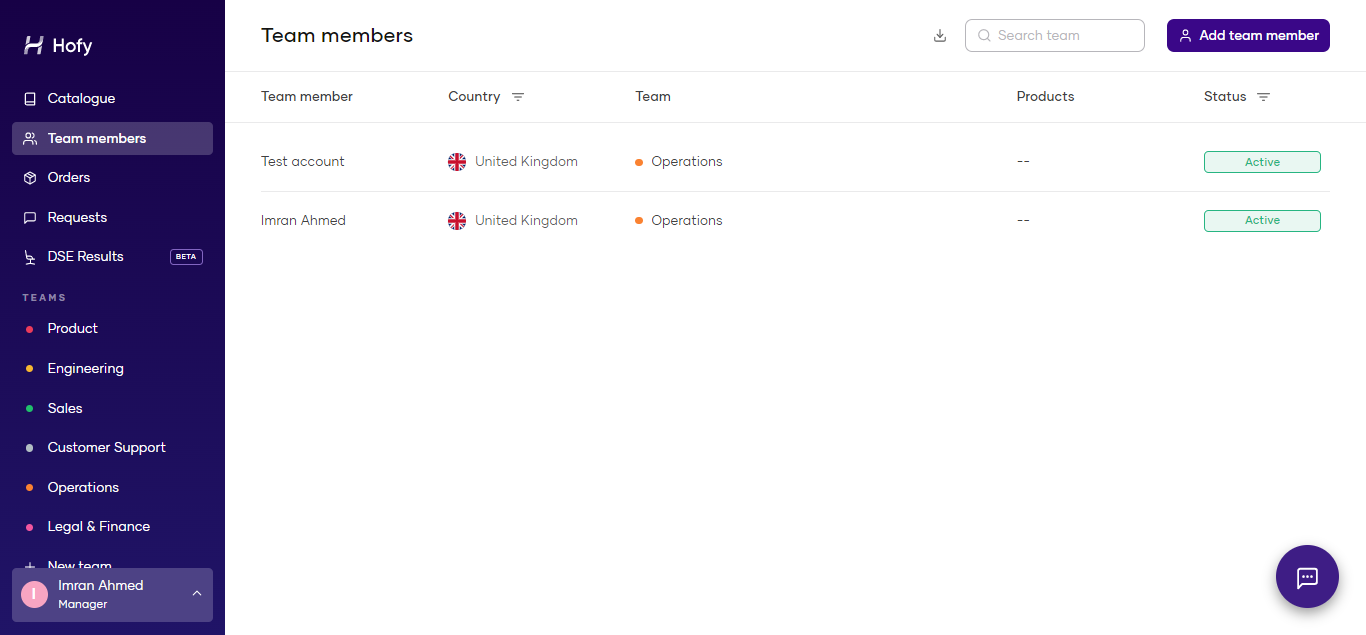 Hofy
Catalogue
Team members
Orders
Requests
DSE Results BETA
TEAMS
Product
Engineering
Sales
Customer Support
Operations
Legal & Finance
New team
I
Imran Ahmed
Manager
Team members
Search team
Add team member
Team member Country Team Products Status
Test account United Kingdom Operations -- Active
Imran Ahmed United Kingdom Operations -- Active